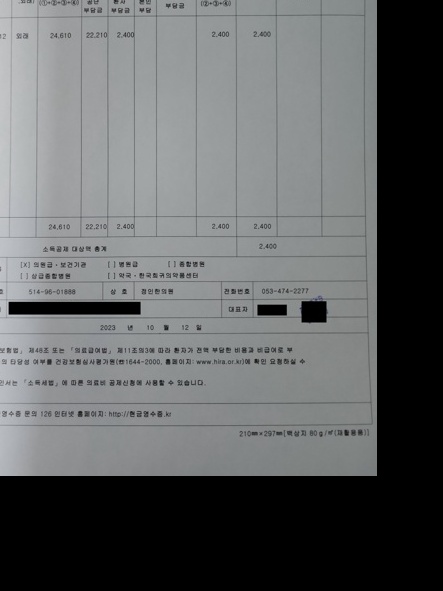 외래) (①+②+③+④) 공단 환자 본인 (②+③+④)
부담금 부담금 부담 부담금
12 외래 24,610 22,210 2,400 2,400 2,400
24,610 22,210 2,400 2,400 2,400
소득공제 대상액 총계 2,400
[X] 의원급·보건기관 [ ] 병원급 [ ] 종합병원
[ ] 상급종합병원 [ ] 약국·한국희귀의약품센터
호 514-96-01888 상 호 정인한의원 전화번호 053-474-2277
대표자
2023 년 10 월 12 일
보험법」 제48조 또는 「의료급여법」 제11조의3에 따라 환자가 전액 부담한 비용과 비급여로 부
의 타당성 여부를 건강보험심사평가원(☎1644-2000, 홈페이지: www.hira.or.kr)에 확인 요청하실 수
인서는 「소득세법」에 따른 의료비 공제신청에 사용할 수 있습니다.
영수증 문의 126 인터넷 홈페이지: http://현금영수증.kr
210㎜×297㎜[백상지 80g/㎡(재활용품)]